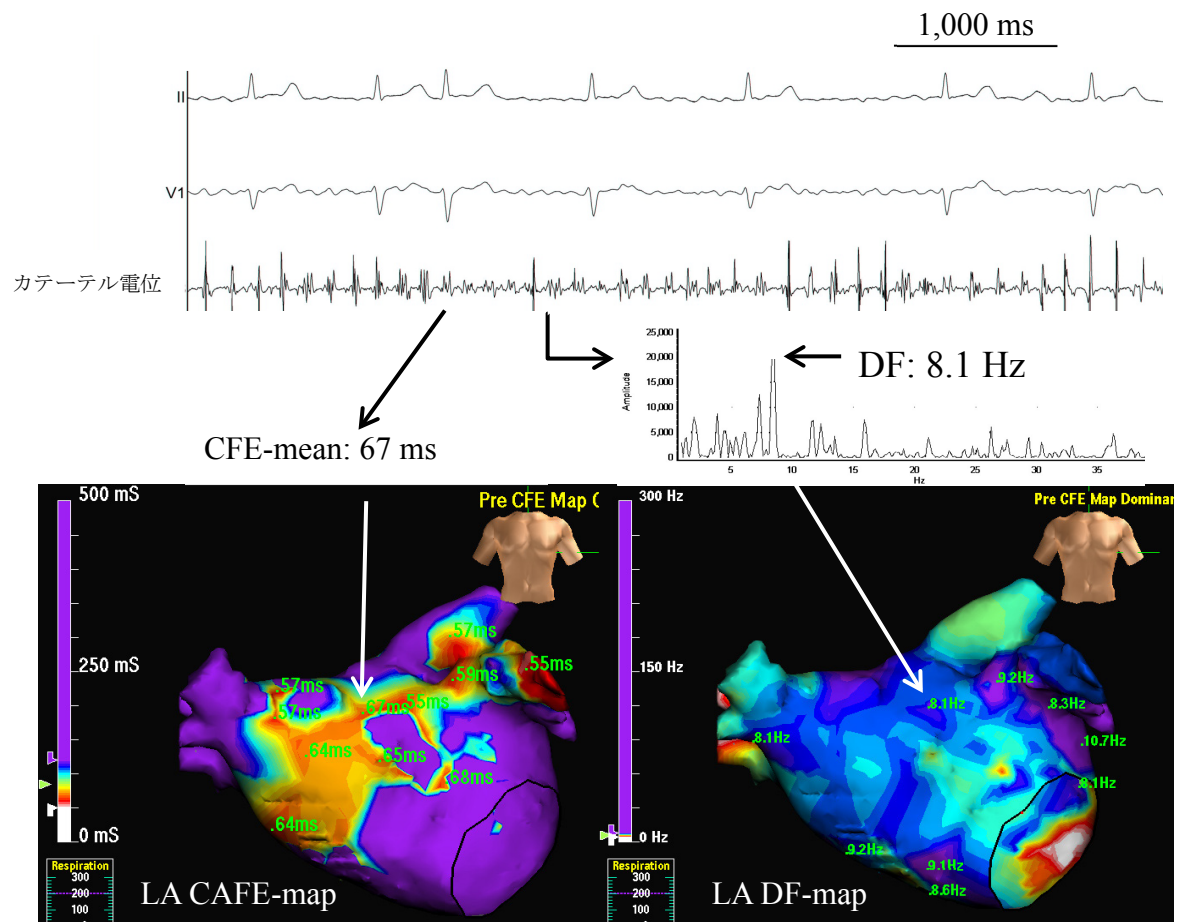 1,000 ms
II
V1
カテーテル電位
25,000
20,000
15,000
10,000
5,000
0
Amplitude
5
10
15
20
25
30
35
Hz
DF: 8.1 Hz
CFE-mean: 67 ms
500 mS
250 mS
0 mS
Pre CFE Map C
.57ms
.55ms
.59ms
.57ms
.57ms
.67ms
.55ms
.64ms
.65ms
.68ms
.64ms
Respiration
300
200
100
0
LA CAFE-map
300 Hz
150 Hz
0 Hz
Pre CFE Map Dominan
.9.2Hz
.8.1Hz
.8.3Hz
.8.1Hz
.10.7Hz
.8.1Hz
.9.2Hz
.9.1Hz
.8.6Hz
Respiration
300
200
100
0
LA DF-map